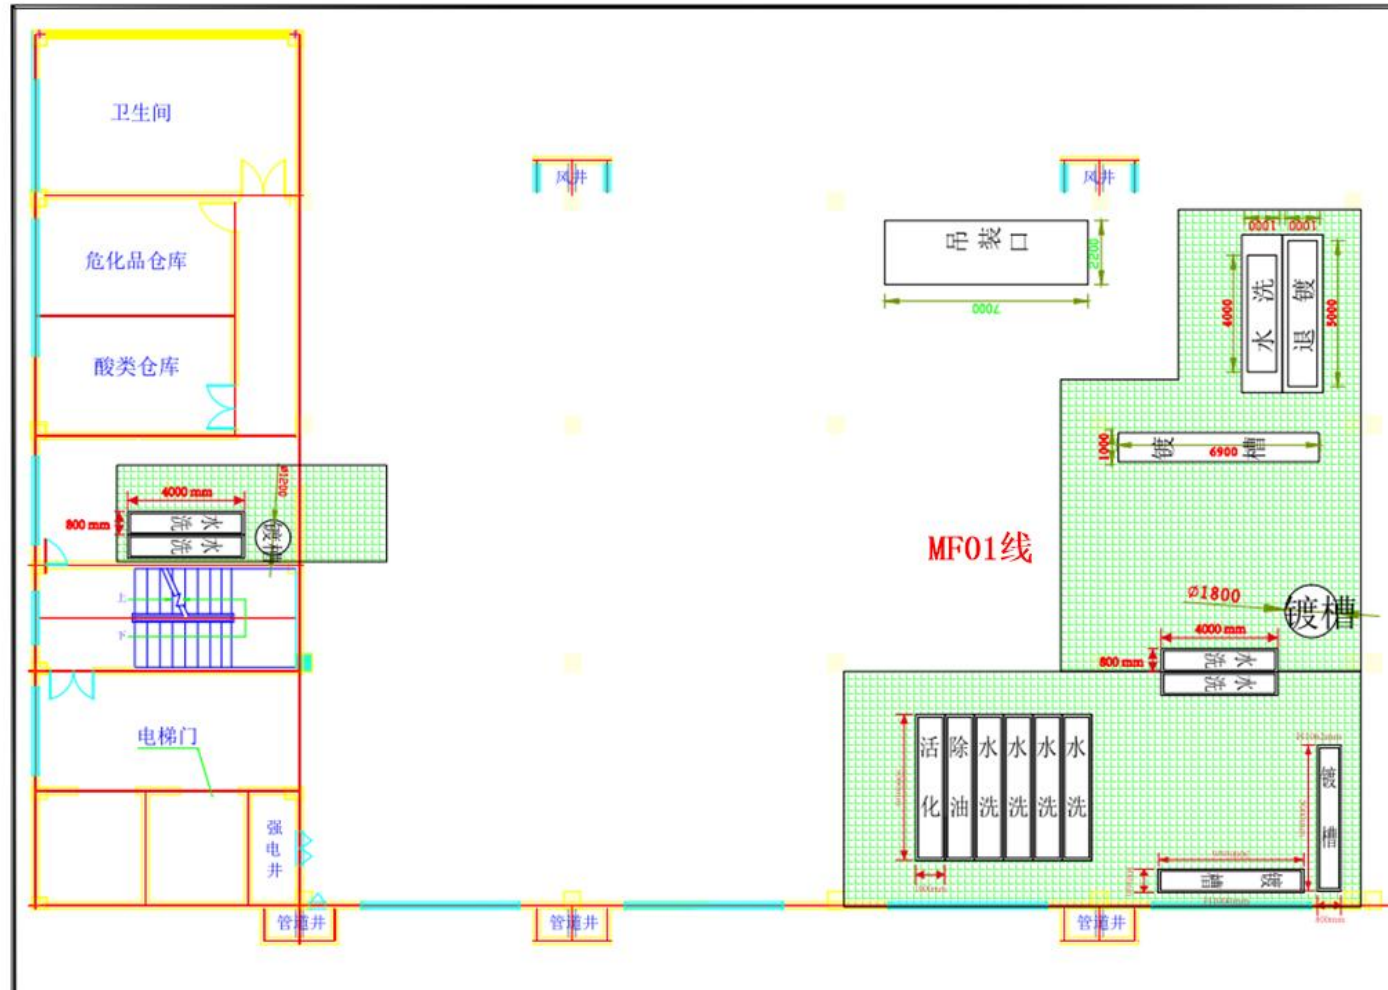 卫生间
风井
风井
危化品仓库
吊装口
2200
7000
1000
1000
水洗
退镀
4000
5000
酸类仓库
镀槽
1000
6900
ø1200
4000 mm
800 mm
水洗
水洗
镀槽
MF01线
上
下
ø1800
镀槽
4000 mm
800 mm
水洗
水洗
电梯门
活化
除油
水洗
水洗
水洗
水洗
镀槽
强电井
镀槽
800mm
管道井
管道井
管道井